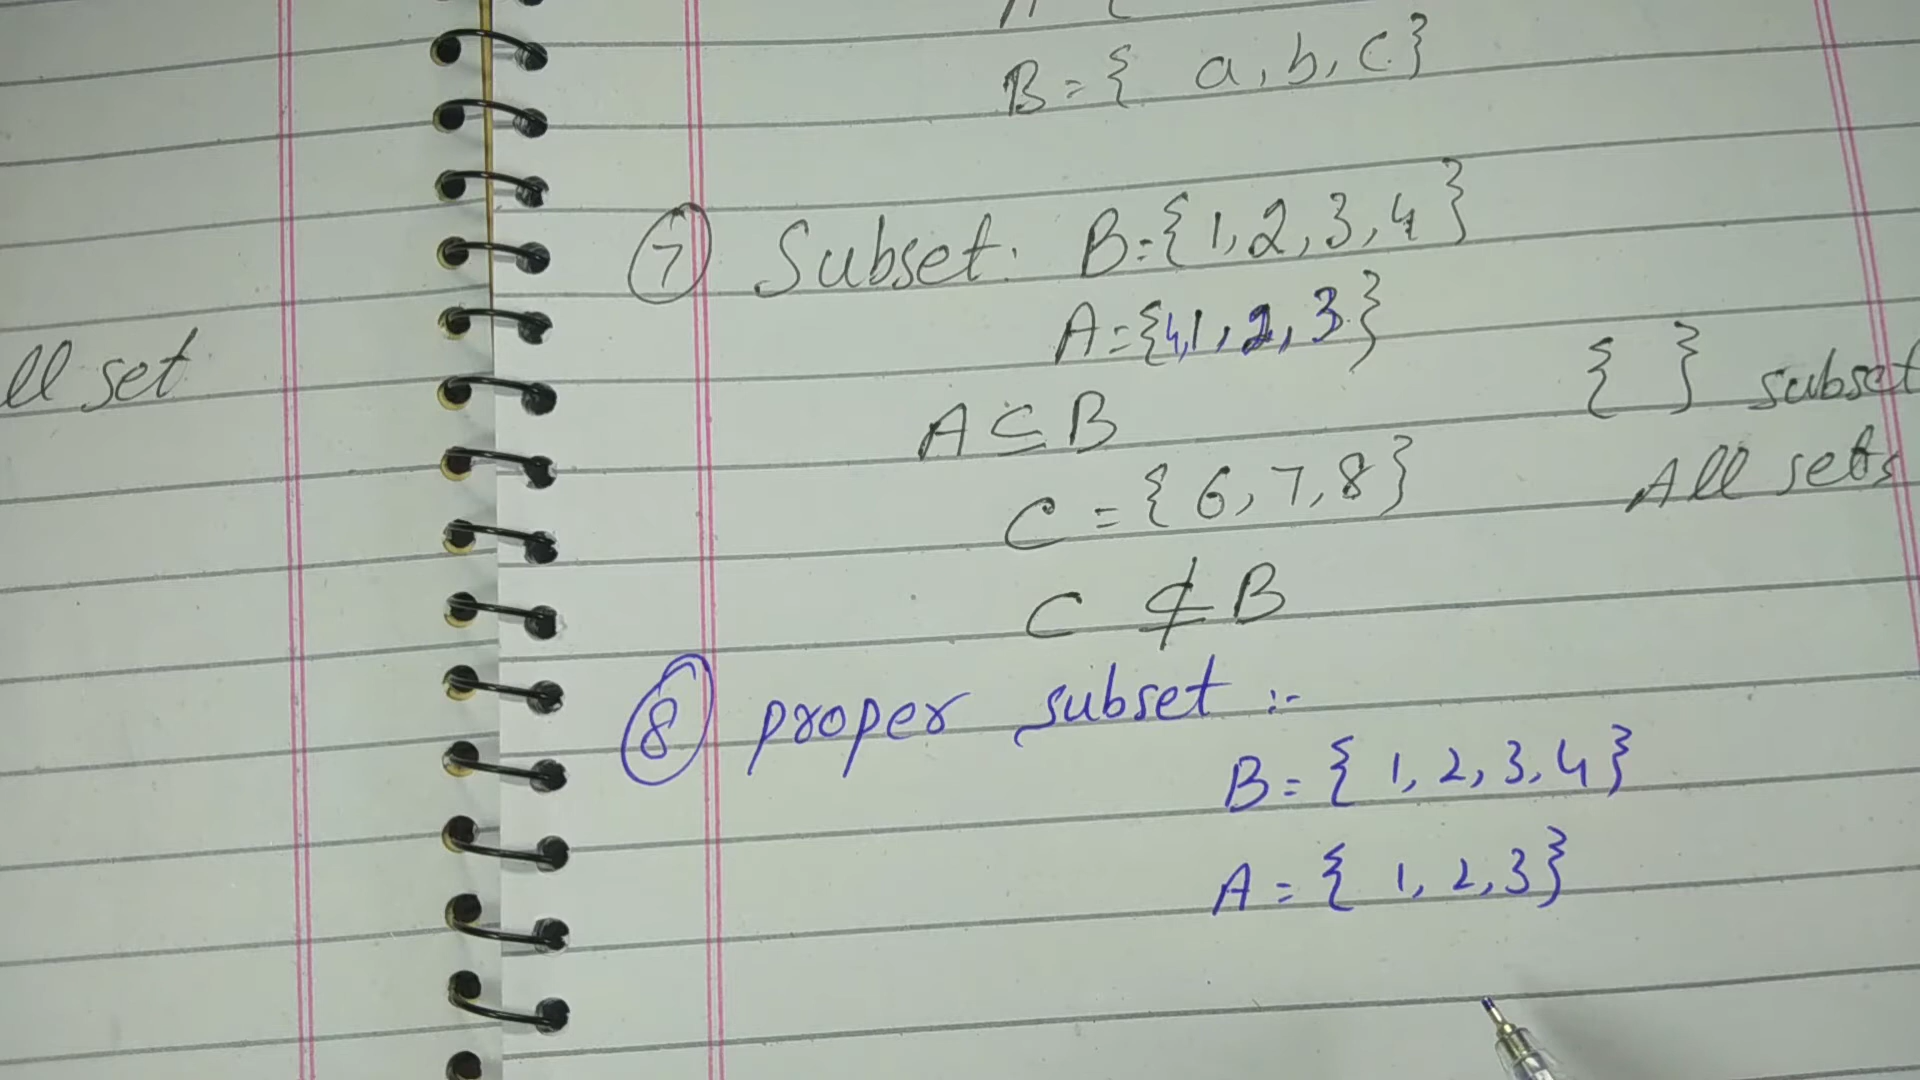 ll set
B={ a, b, c}
⑦ Subset: B={1,2,3,4}
A={4,1,2,3}
A⊆B
{ } subset
All sets
C={6,7,8}
C ⊈ B
⑧ proper subset :-
B={ 1, 2, 3, 4}
A={ 1, 2, 3}